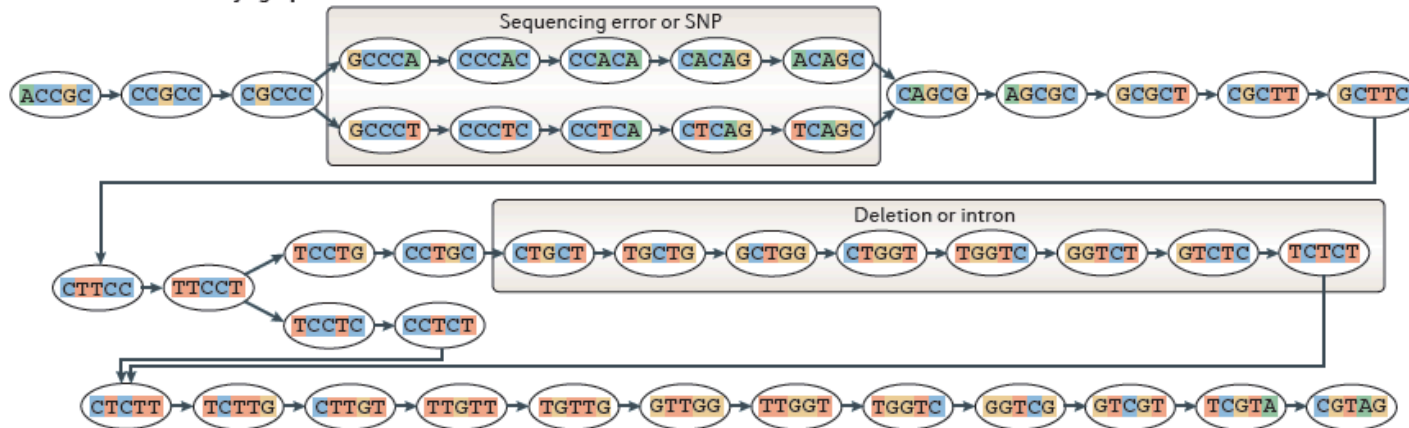 Sequencing error or SNP
GCCCA CCCAC CCACA CACAG ACAGC
ACCGC CCGCC CGCCC CAGCG AGCGC GCGCT CGCTT GCTTC
GCCCT CCCTC CCTCA CTCAG TCAGC
Deletion or intron
TCCTG CCTGC CTGCT TGCTG GCTGG CTGGT TGGTC GGTCT GTCTC TCTCT
CTTCC TTCCT
TCCTC CCTCT
CTCTT TCTTG CTTGT TTGTT TGTTG GTTGG TTGGT TGGTC GGTCG GTCGT TCGTA CGTAG